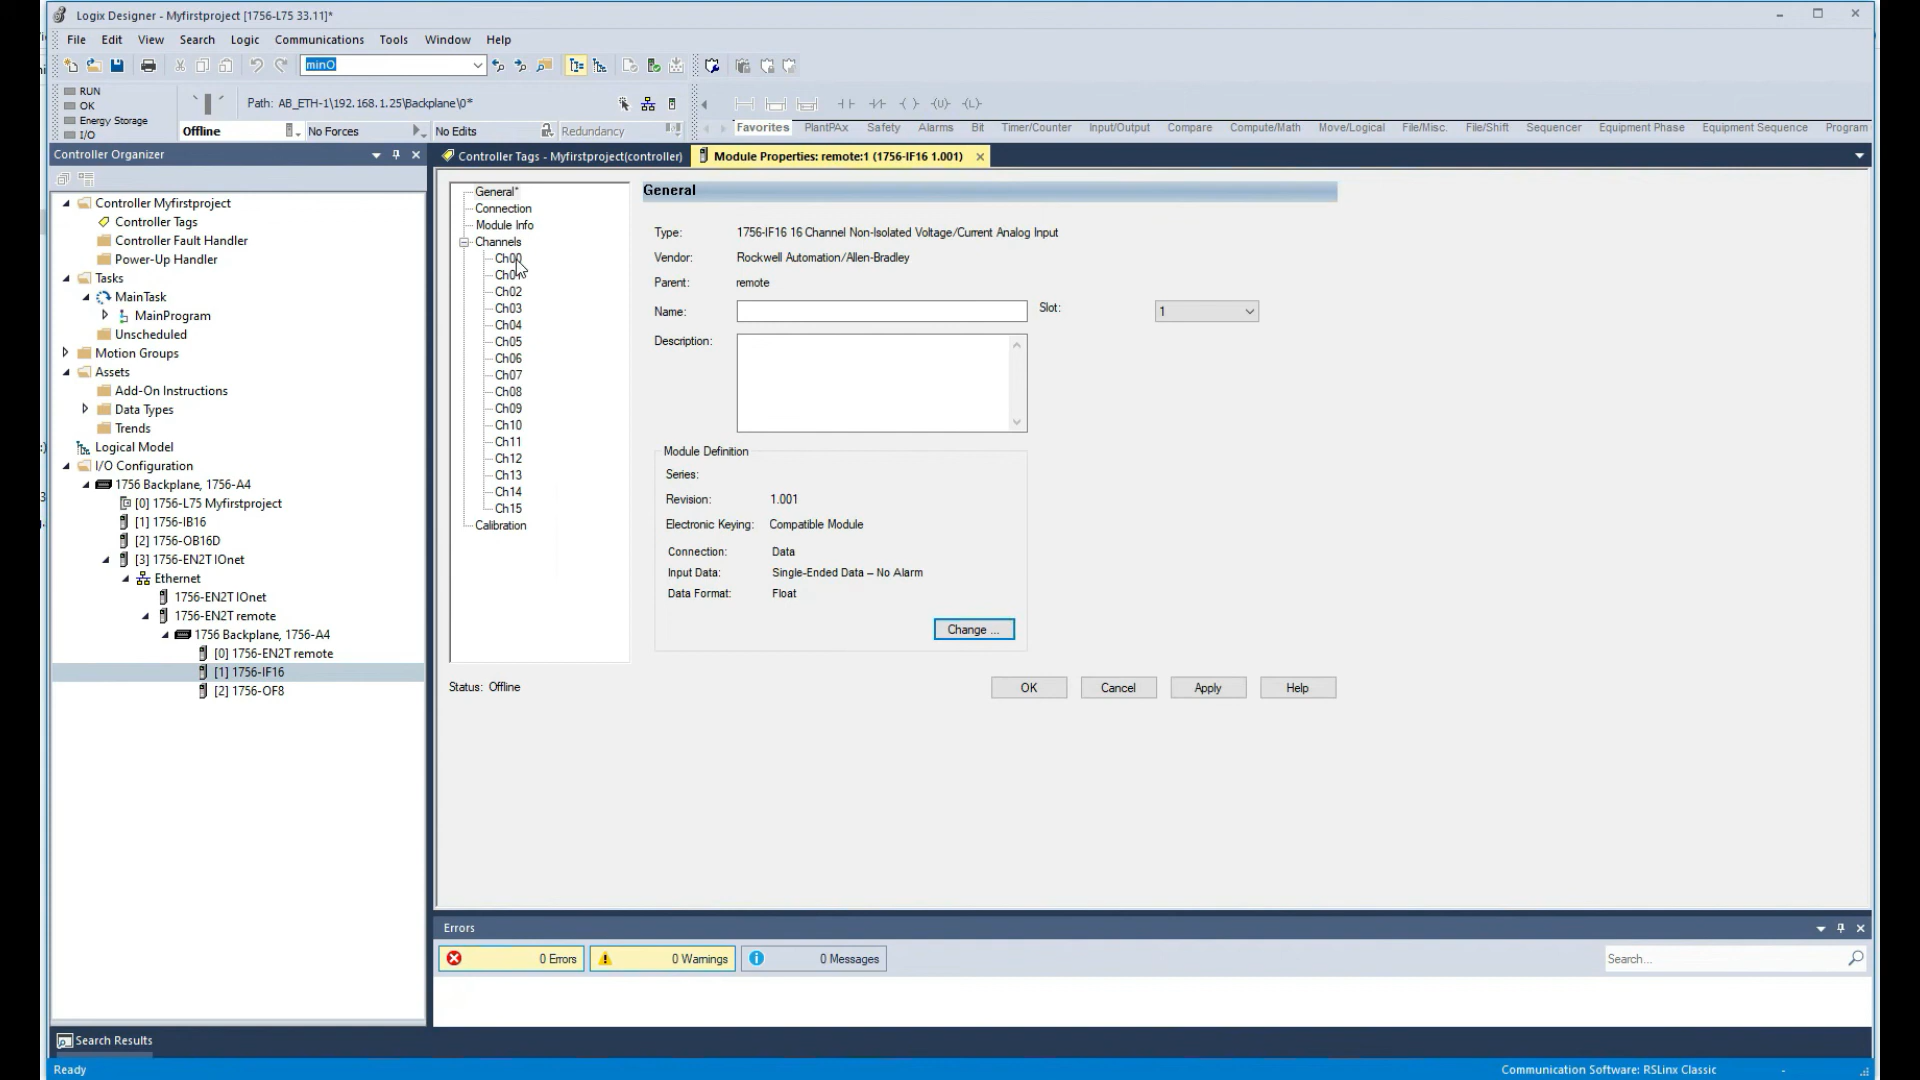 Logix Designer - Myfirstproject [1756-L75 33.11]*
File Edit View Search Logic Communications Tools Window Help
minO
RUN
OK
Energy Storage
I/O
Path: AB_ETH-1\192.168.1.25\Backplane\0*
Offline No Forces No Edits Redundancy
Favorites PlantPAx Safety Alarms Bit Timer/Counter Input/Output Compare Compute/Math Move/Logical File/Misc. File/Shift Sequencer Equipment Phase Equipment Sequence Program
Controller Organizer
Controller Tags - Myfirstproject(controller)
Module Properties: remote:1 (1756-IF16 1.001)
Controller Myfirstproject
Controller Tags
Controller Fault Handler
Power-Up Handler
Tasks
MainTask
MainProgram
Unscheduled
Motion Groups
Assets
Add-On Instructions
Data Types
Trends
Logical Model
I/O Configuration
1756 Backplane, 1756-A4
[0] 1756-L75 Myfirstproject
[1] 1756-IB16
[2] 1756-OB16D
[3] 1756-EN2T IOnet
Ethernet
1756-EN2T IOnet
1756-EN2T remote
1756 Backplane, 1756-A4
[0] 1756-EN2T remote
[1] 1756-IF16
[2] 1756-OF8
General*
Connection
Module Info
Channels
Ch00
Ch01
Ch02
Ch03
Ch04
Ch05
Ch06
Ch07
Ch08
Ch09
Ch10
Ch11
Ch12
Ch13
Ch14
Ch15
Calibration
General
Type: 1756-IF16 16 Channel Non-Isolated Voltage/Current Analog Input
Vendor: Rockwell Automation/Allen-Bradley
Parent: remote
Name: Slot: 1
Description:
Module Definition
Series:
Revision: 1.001
Electronic Keying: Compatible Module
Connection: Data
Input Data: Single-Ended Data – No Alarm
Data Format: Float
Change ...
Status: Offline
OK Cancel Apply Help
Errors
0 Errors 0 Warnings 0 Messages
Search...
Search Results
Ready
Communication Software: RSLinx Classic